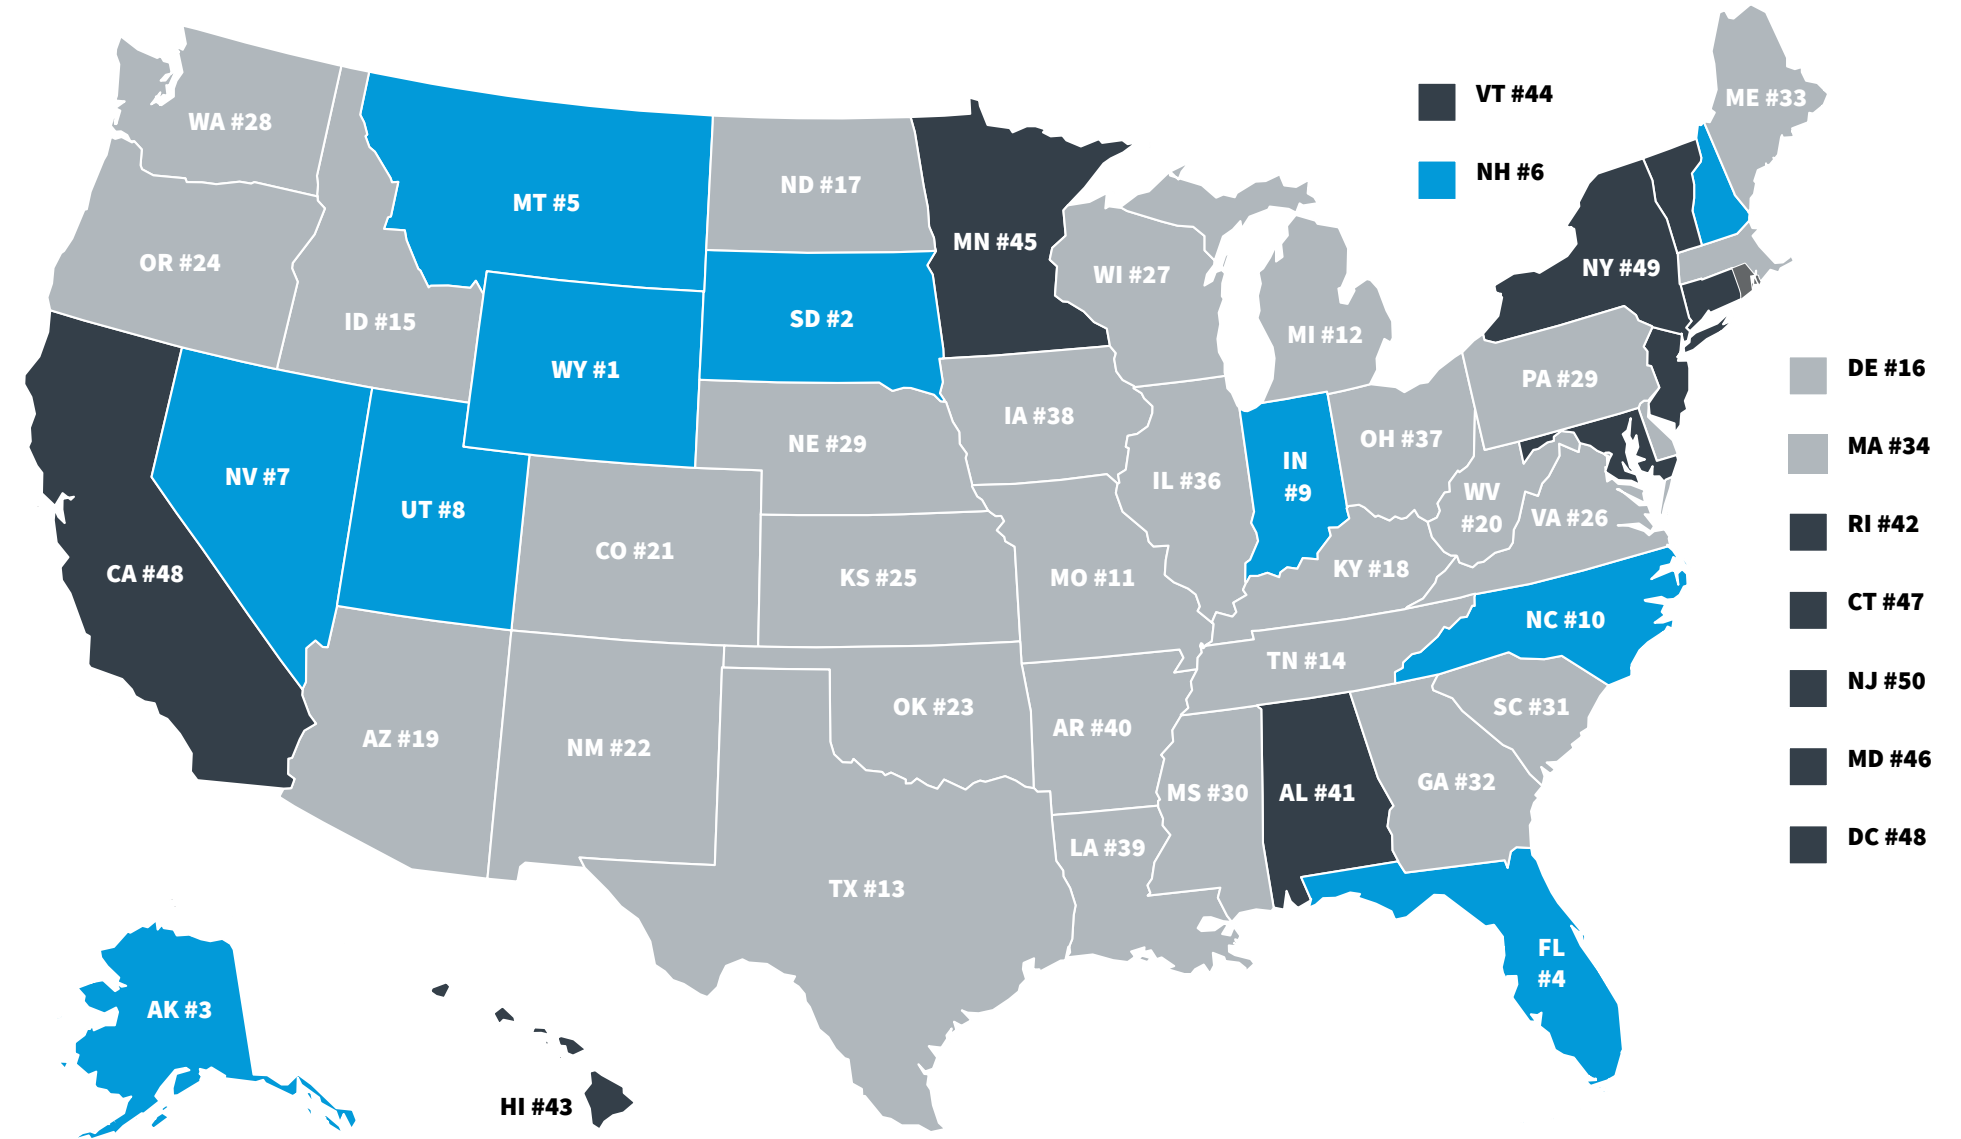 VT #44
NH #6
ME #33
WA #28
MT #5
ND #17
MN #45
OR #24
ID #15
WY #1
SD #2
WI #27
MI #12
NY #49
PA #29
DE #16
MA #34
RI #42
CT #47
NJ #50
MD #46
DC #48
NV #7
UT #8
NE #29
IA #38
IL #36
IN
#9
OH #37
WV
#20
VA #26
CA #48
CO #21
KS #25
MO #11
KY #18
NC #10
TN #14
SC #31
AZ #19
NM #22
OK #23
AR #40
MS #30
AL #41
GA #32
TX #13
LA #39
FL
#4
AK #3
HI #43